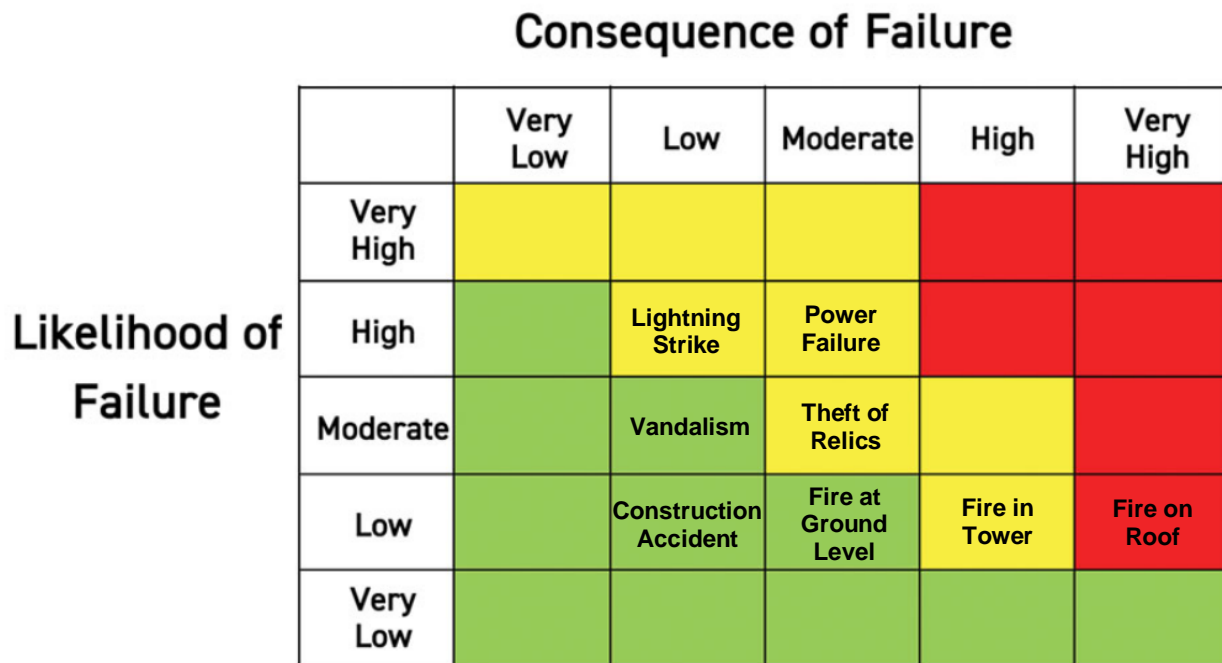 Consequence of Failure
Very
Low
Low
Moderate
High
Very
High
Likelihood of
Failure
Very
High
High
Lightning
Strike
Power
Failure
Moderate
Vandalism
Theft of
Relics
Low
Construction
Accident
Fire at
Ground
Level
Fire in
Tower
Fire on
Roof
Very
Low